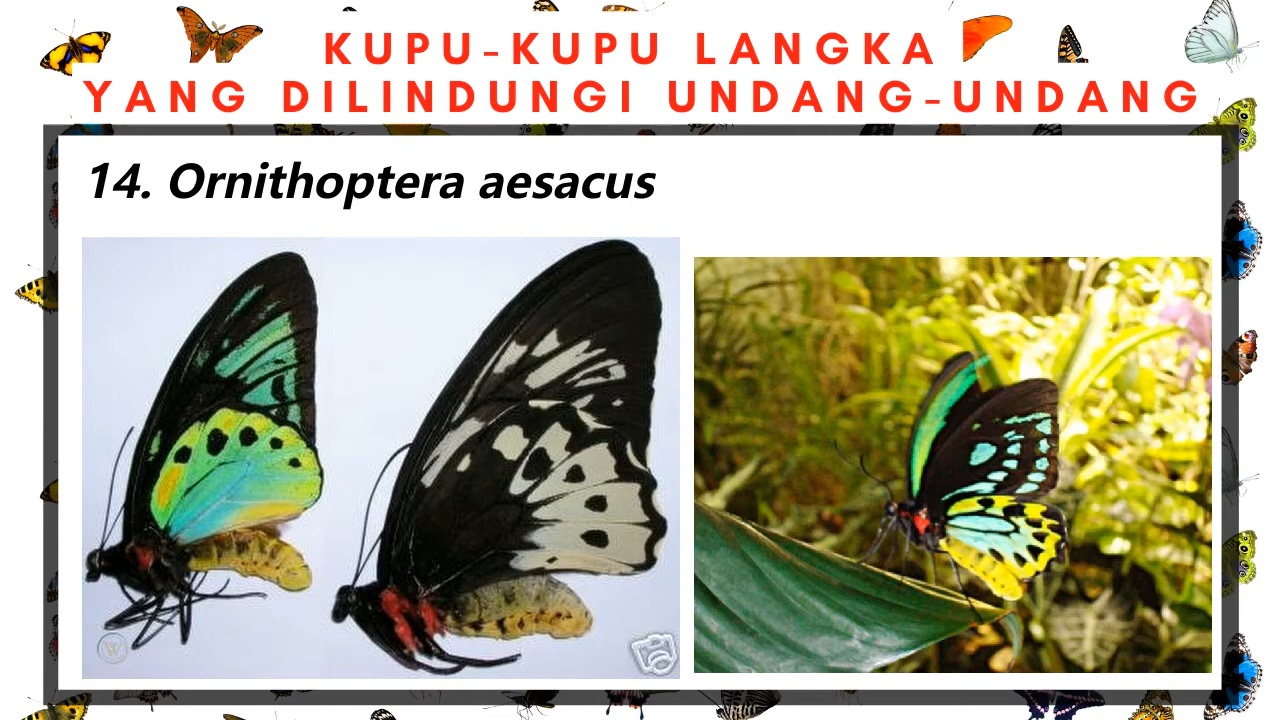 KUPU-KUPU LANGKA
YANG DILINDUNGI UNDANG-UNDANG
14. Ornithoptera aesacus
W